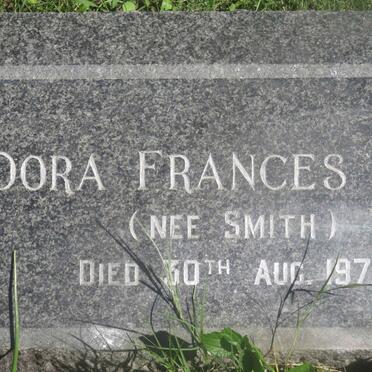 DORA FRANCES
(NEE SMITH)
DIED 30TH AUG. 197